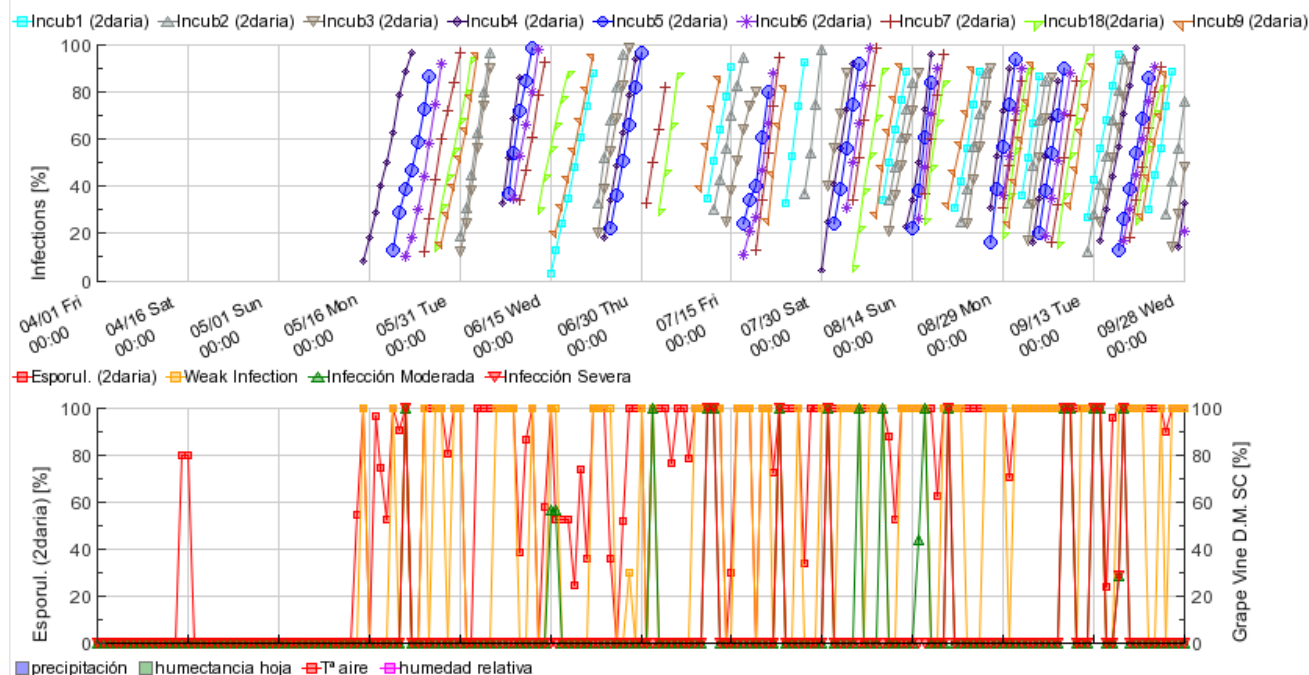 Incub1 (2daria) Incub2 (2daria) Incub3 (2daria) Incub4 (2daria) Incub5 (2daria) Incub6 (2daria) Incub7 (2daria) Incub18(2daria) Incub9 (2daria)
Infections [%]
100
80
60
40
20
0
04/01 Fri 00:00
04/16 Sat 00:00
05/01 Sun 00:00
05/16 Mon 00:00
05/31 Tue 00:00
06/15 Wed 00:00
06/30 Thu 00:00
07/15 Fri 00:00
07/30 Sat 00:00
08/14 Sun 00:00
08/29 Mon 00:00
09/13 Tue 00:00
09/28 Wed 00:00
Esporul. (2daria) Weak Infection Infección Moderada Infección Severa
Esporul. (2daria) [%]
100
80
60
40
20
0
100
80
60
40
20
0
Grape Vine D.M. SC [%]
precipitación humectancia hoja Tª aire humedad relativa